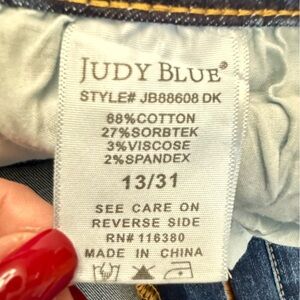 JUDY BLUE®
STYLE# JB88608 DK
68%COTTON
27%SORBTEK
3%VISCOSE
2%SPANDEX
13/31
SEE CARE ON
REVERSE SIDE
RN# 116380
MADE IN CHINA